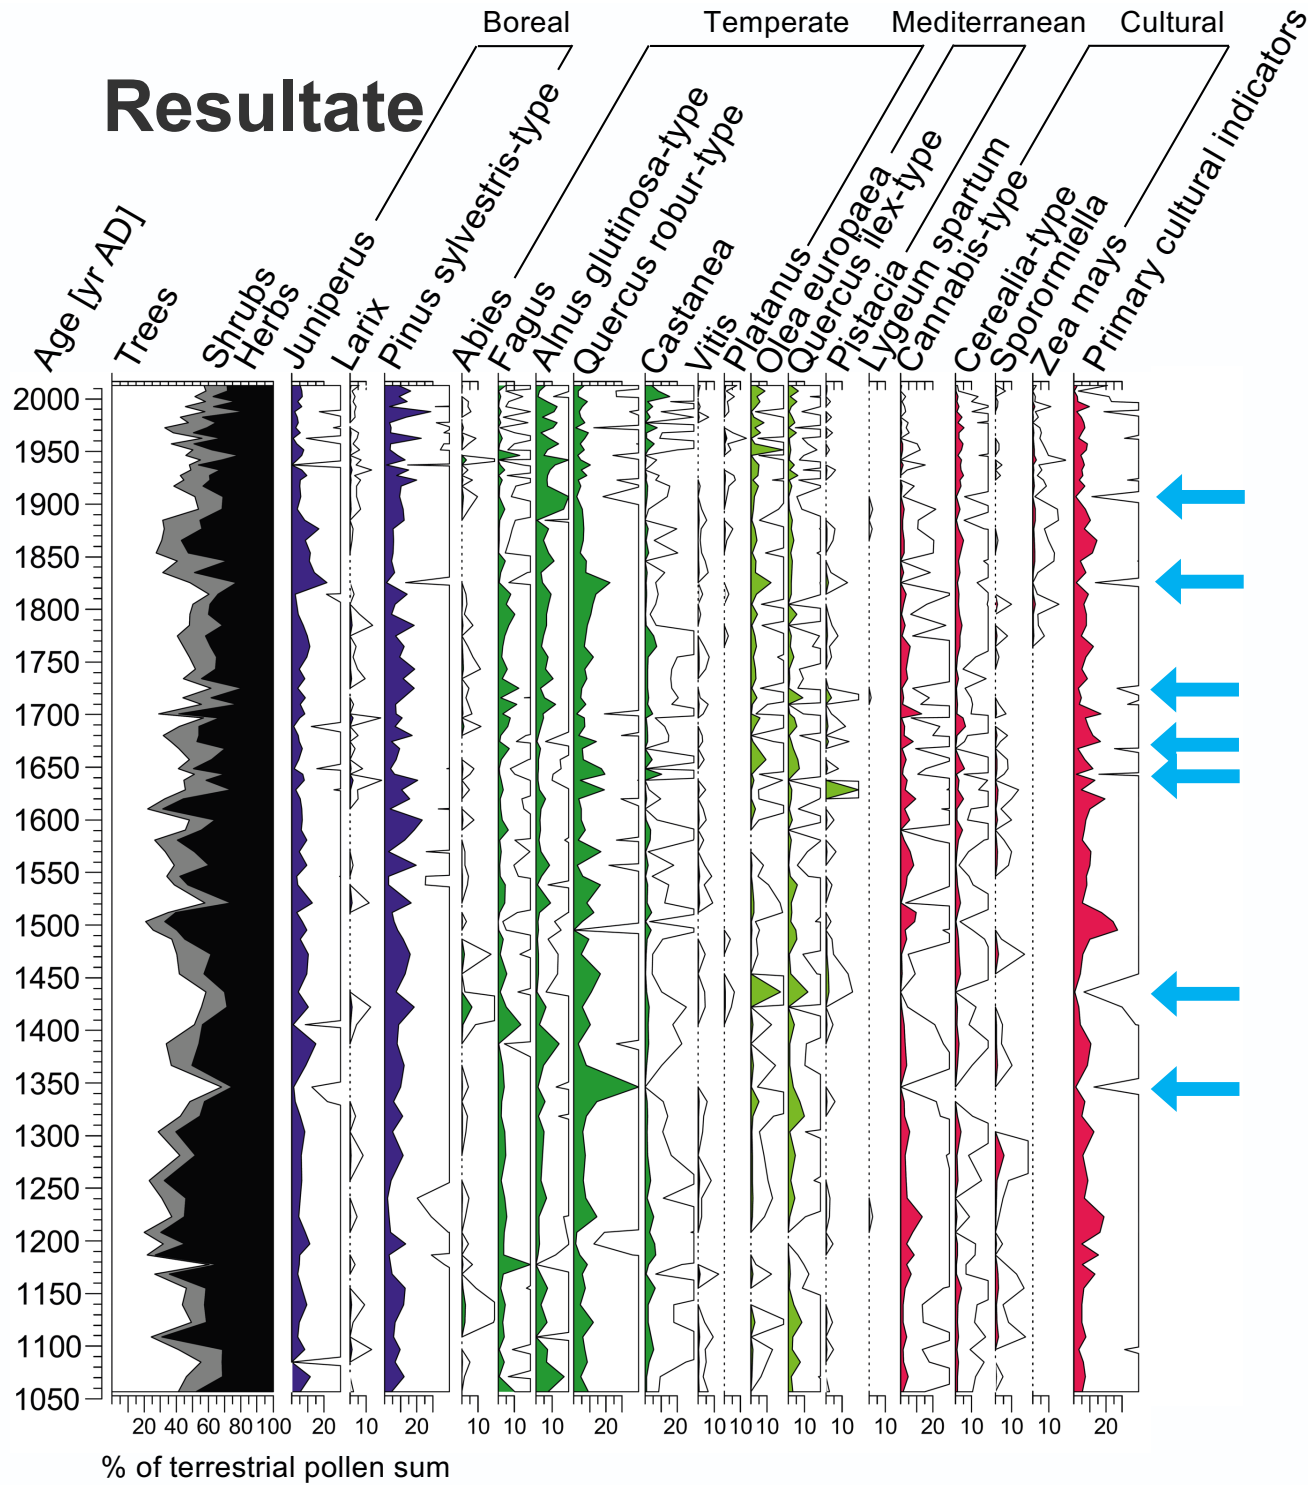 Boreal Temperate Mediterranean Cultural
Resultate
Age [yr AD]
Trees
Shrubs
Herbs
Juniperus
Larix
Pinus sylvestris-type
Abies
Fagus
Alnus glutinosa-type
Quercus robur-type
Castanea
Vitis
Platanus
Olea europaea
Quercus ilex-type
Pistacia
Lygeum spartum
Cannabis-type
Cerealia-type
Sporormiella
Zea mays
Primary cultural indicators
2000
1950
1900
1850
1800
1750
1700
1650
1600
1550
1500
1450
1400
1350
1300
1250
1200
1150
1100
1050
20 40 60 80 100 20 10 20 10 10 10 20 20 10 10 10 10 10 10 20 10 10 10 20
% of terrestrial pollen sum